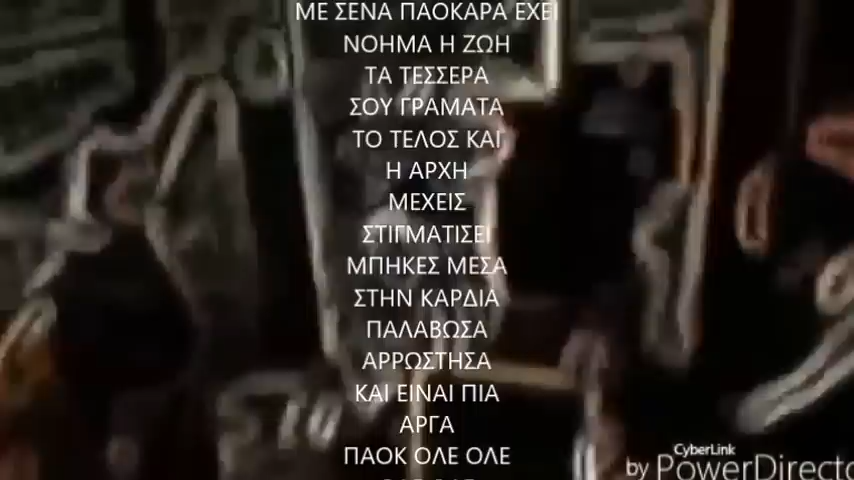 ΜΕ ΣΕΝΑ ΠΑΟΚΑΡΑ ΕΧΕΙ
ΝΟΗΜΑ Η ΖΩΗ
ΤΑ ΤΕΣΣΕΡΑ
ΣΟΥ ΓΡΑΜΑΤΑ
ΤΟ ΤΕΛΟΣ ΚΑΙ
Η ΑΡΧΗ
ΜΕΧΕΙΣ
ΣΤΙΓΜΑΤΙΣΕΙ
ΜΠΗΚΕΣ ΜΕΣΑ
ΣΤΗΝ ΚΑΡΔΙΑ
ΠΑΛΑΒΩΣΑ
ΑΡΡΩΣΤΗΣΑ
ΚΑΙ ΕΙΝΑΙ ΠΙΑ
ΑΡΓΑ
ΠΑΟΚ ΟΛΕ ΟΛΕ
CyberLink
by PowerDirecto